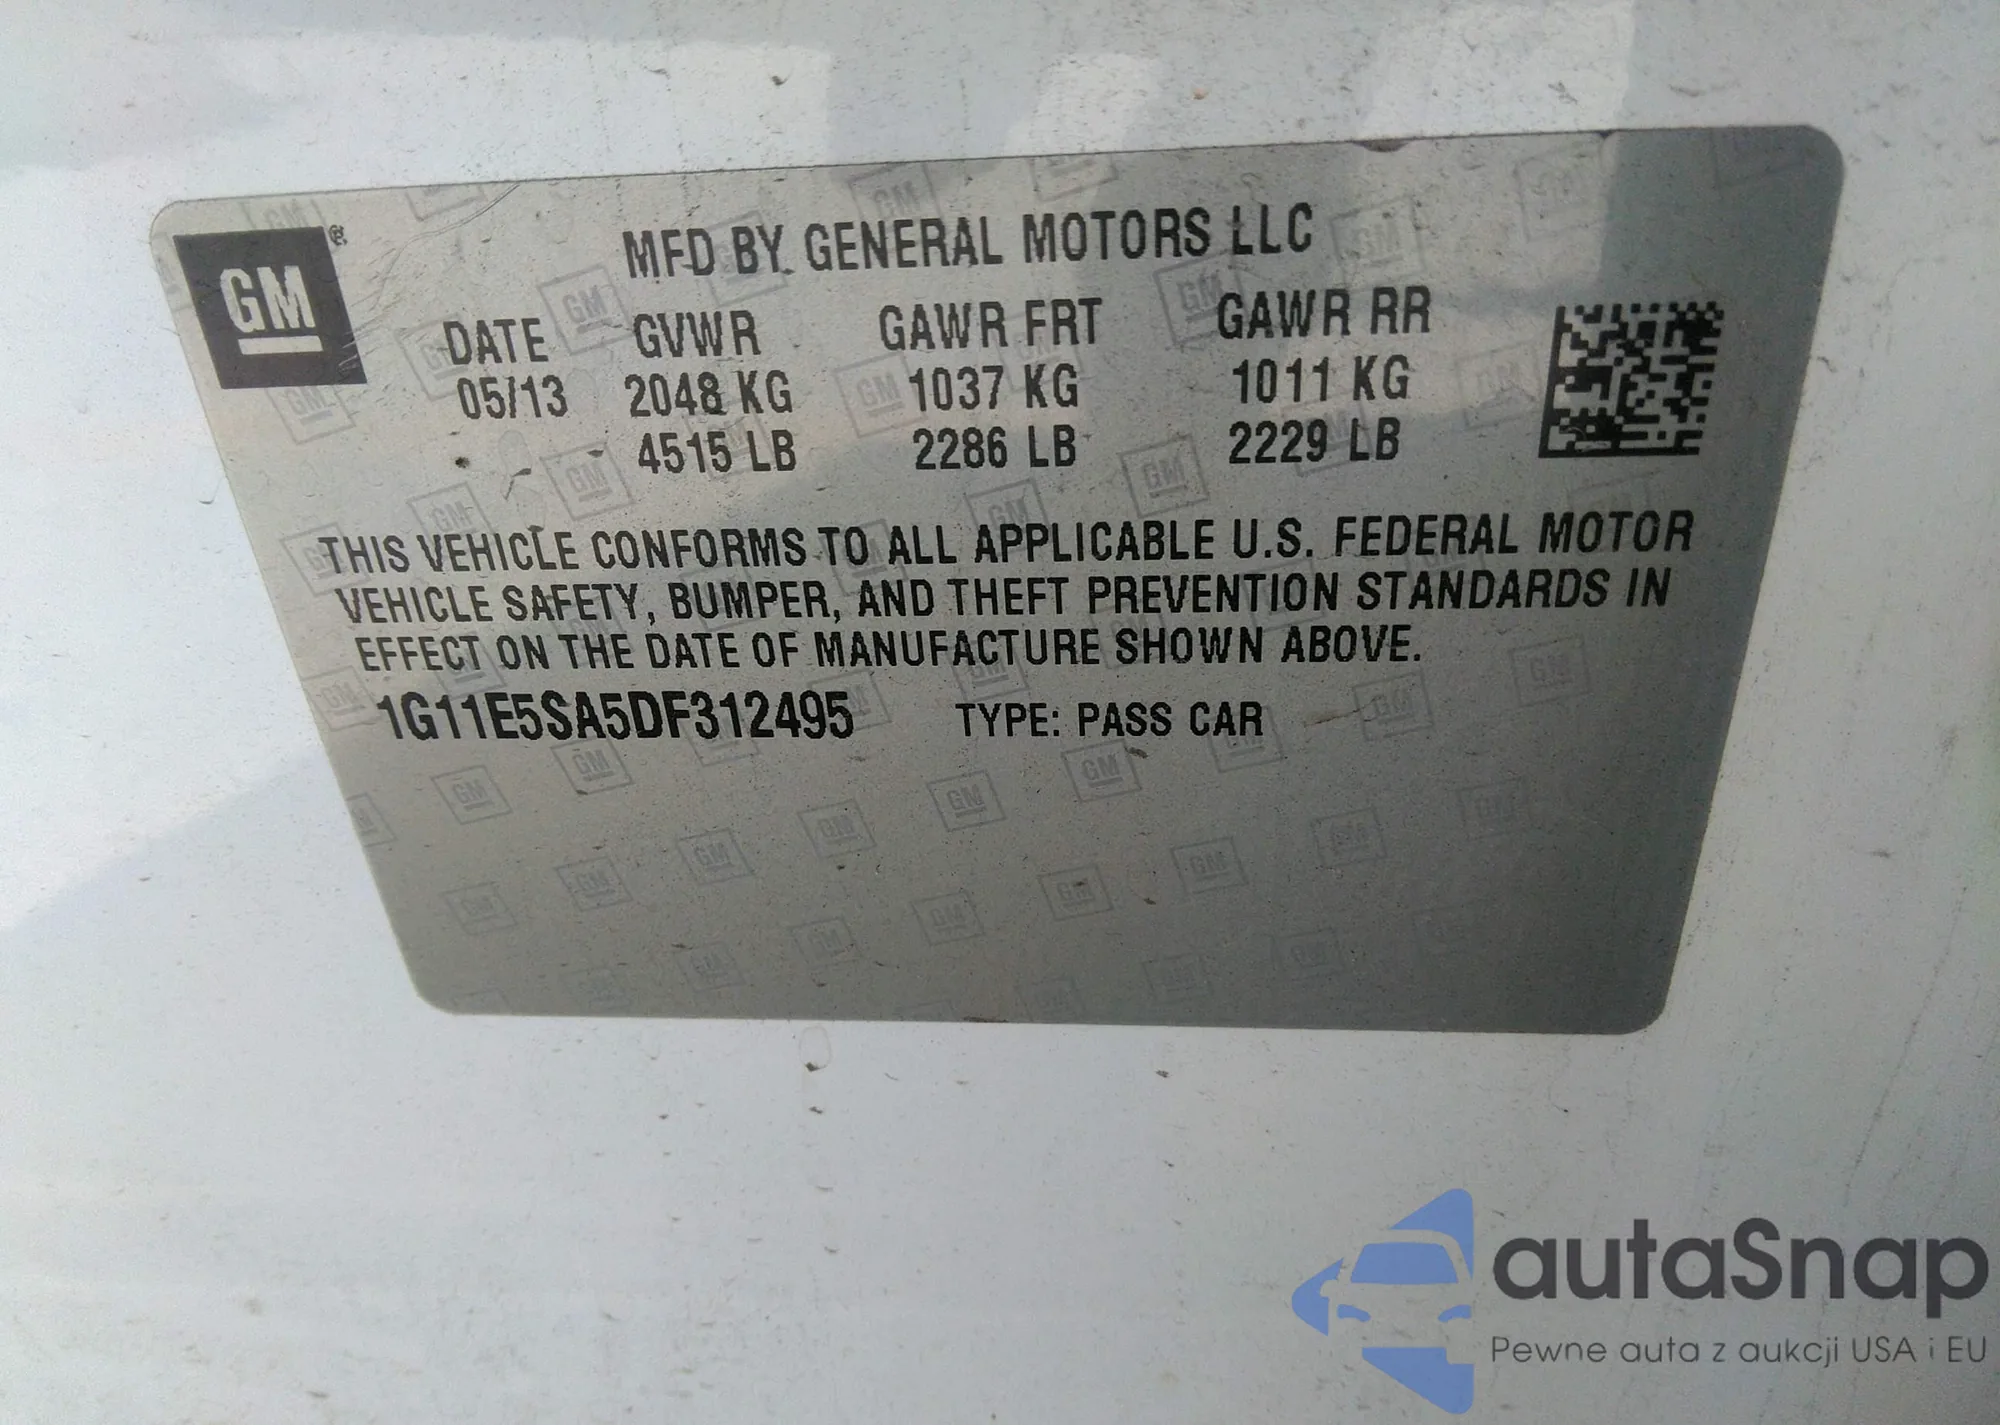 GM ®
MFD BY GENERAL MOTORS LLC
DATE GVWR GAWR FRT GAWR RR
05/13 2048 KG 1037 KG 1011 KG
4515 LB 2286 LB 2229 LB
THIS VEHICLE CONFORMS TO ALL APPLICABLE U.S. FEDERAL MOTOR
VEHICLE SAFETY, BUMPER, AND THEFT PREVENTION STANDARDS IN
EFFECT ON THE DATE OF MANUFACTURE SHOWN ABOVE.
1G11E5SA5DF312495 TYPE: PASS CAR
autaSnap
Pewne auta z aukcji USA i EU